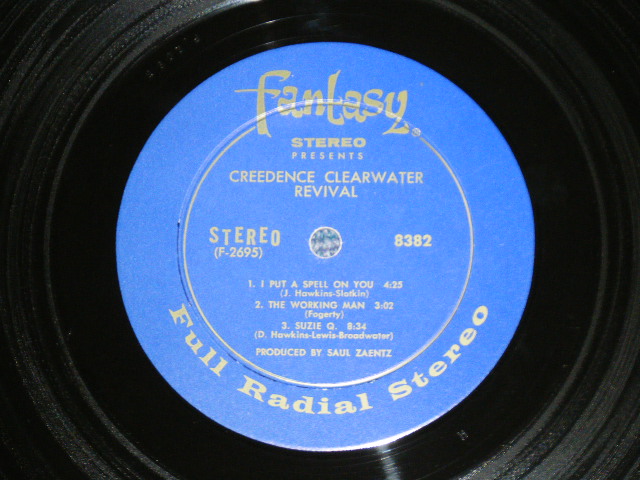 Fantasy
STEREO
PRESENTS
CREEDENCE CLEARWATER
REVIVAL
STEREO
(F-2695)
8382
1. I PUT A SPELL ON YOU 4:25
(J. Hawkins-Slotkin)
2. THE WORKING MAN 3:02
(Fogerty)
3. SUZIE Q. 8:34
(D. Hawkins-Lewis-Broadwater)
PRODUCED BY SAUL ZAENTZ
Full Radial Stereo